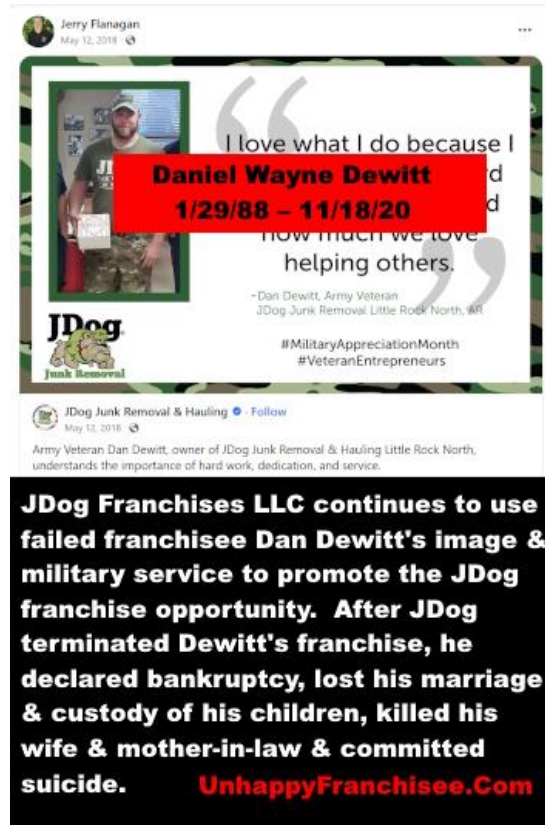 Jerry Flanagan
May 12, 2018
I love what I do because I
Daniel Wayne Dewitt
1/29/88 – 11/18/20
how much we love
helping others.
~Dan Dewitt, Army Veteran
JDog Junk Removal Little Rock North, AR
#MilitaryAppreciationMonth
#VeteranEntrepreneurs
JDog
Junk Removal
JDog Junk Removal & Hauling · Follow
May 12, 2018
Army Veteran Dan Dewitt, owner of JDog Junk Removal & Hauling Little Rock North,
understands the importance of hard work, dedication, and service.
JDog Franchises LLC continues to use
failed franchisee Dan Dewitt's image &
military service to promote the JDog
franchise opportunity. After JDog
terminated Dewitt's franchise, he
declared bankruptcy, lost his marriage
& custody of his children, killed his
wife & mother-in-law & committed
suicide. UnhappyFranchisee.Com